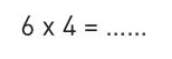 6 x 4 = ......